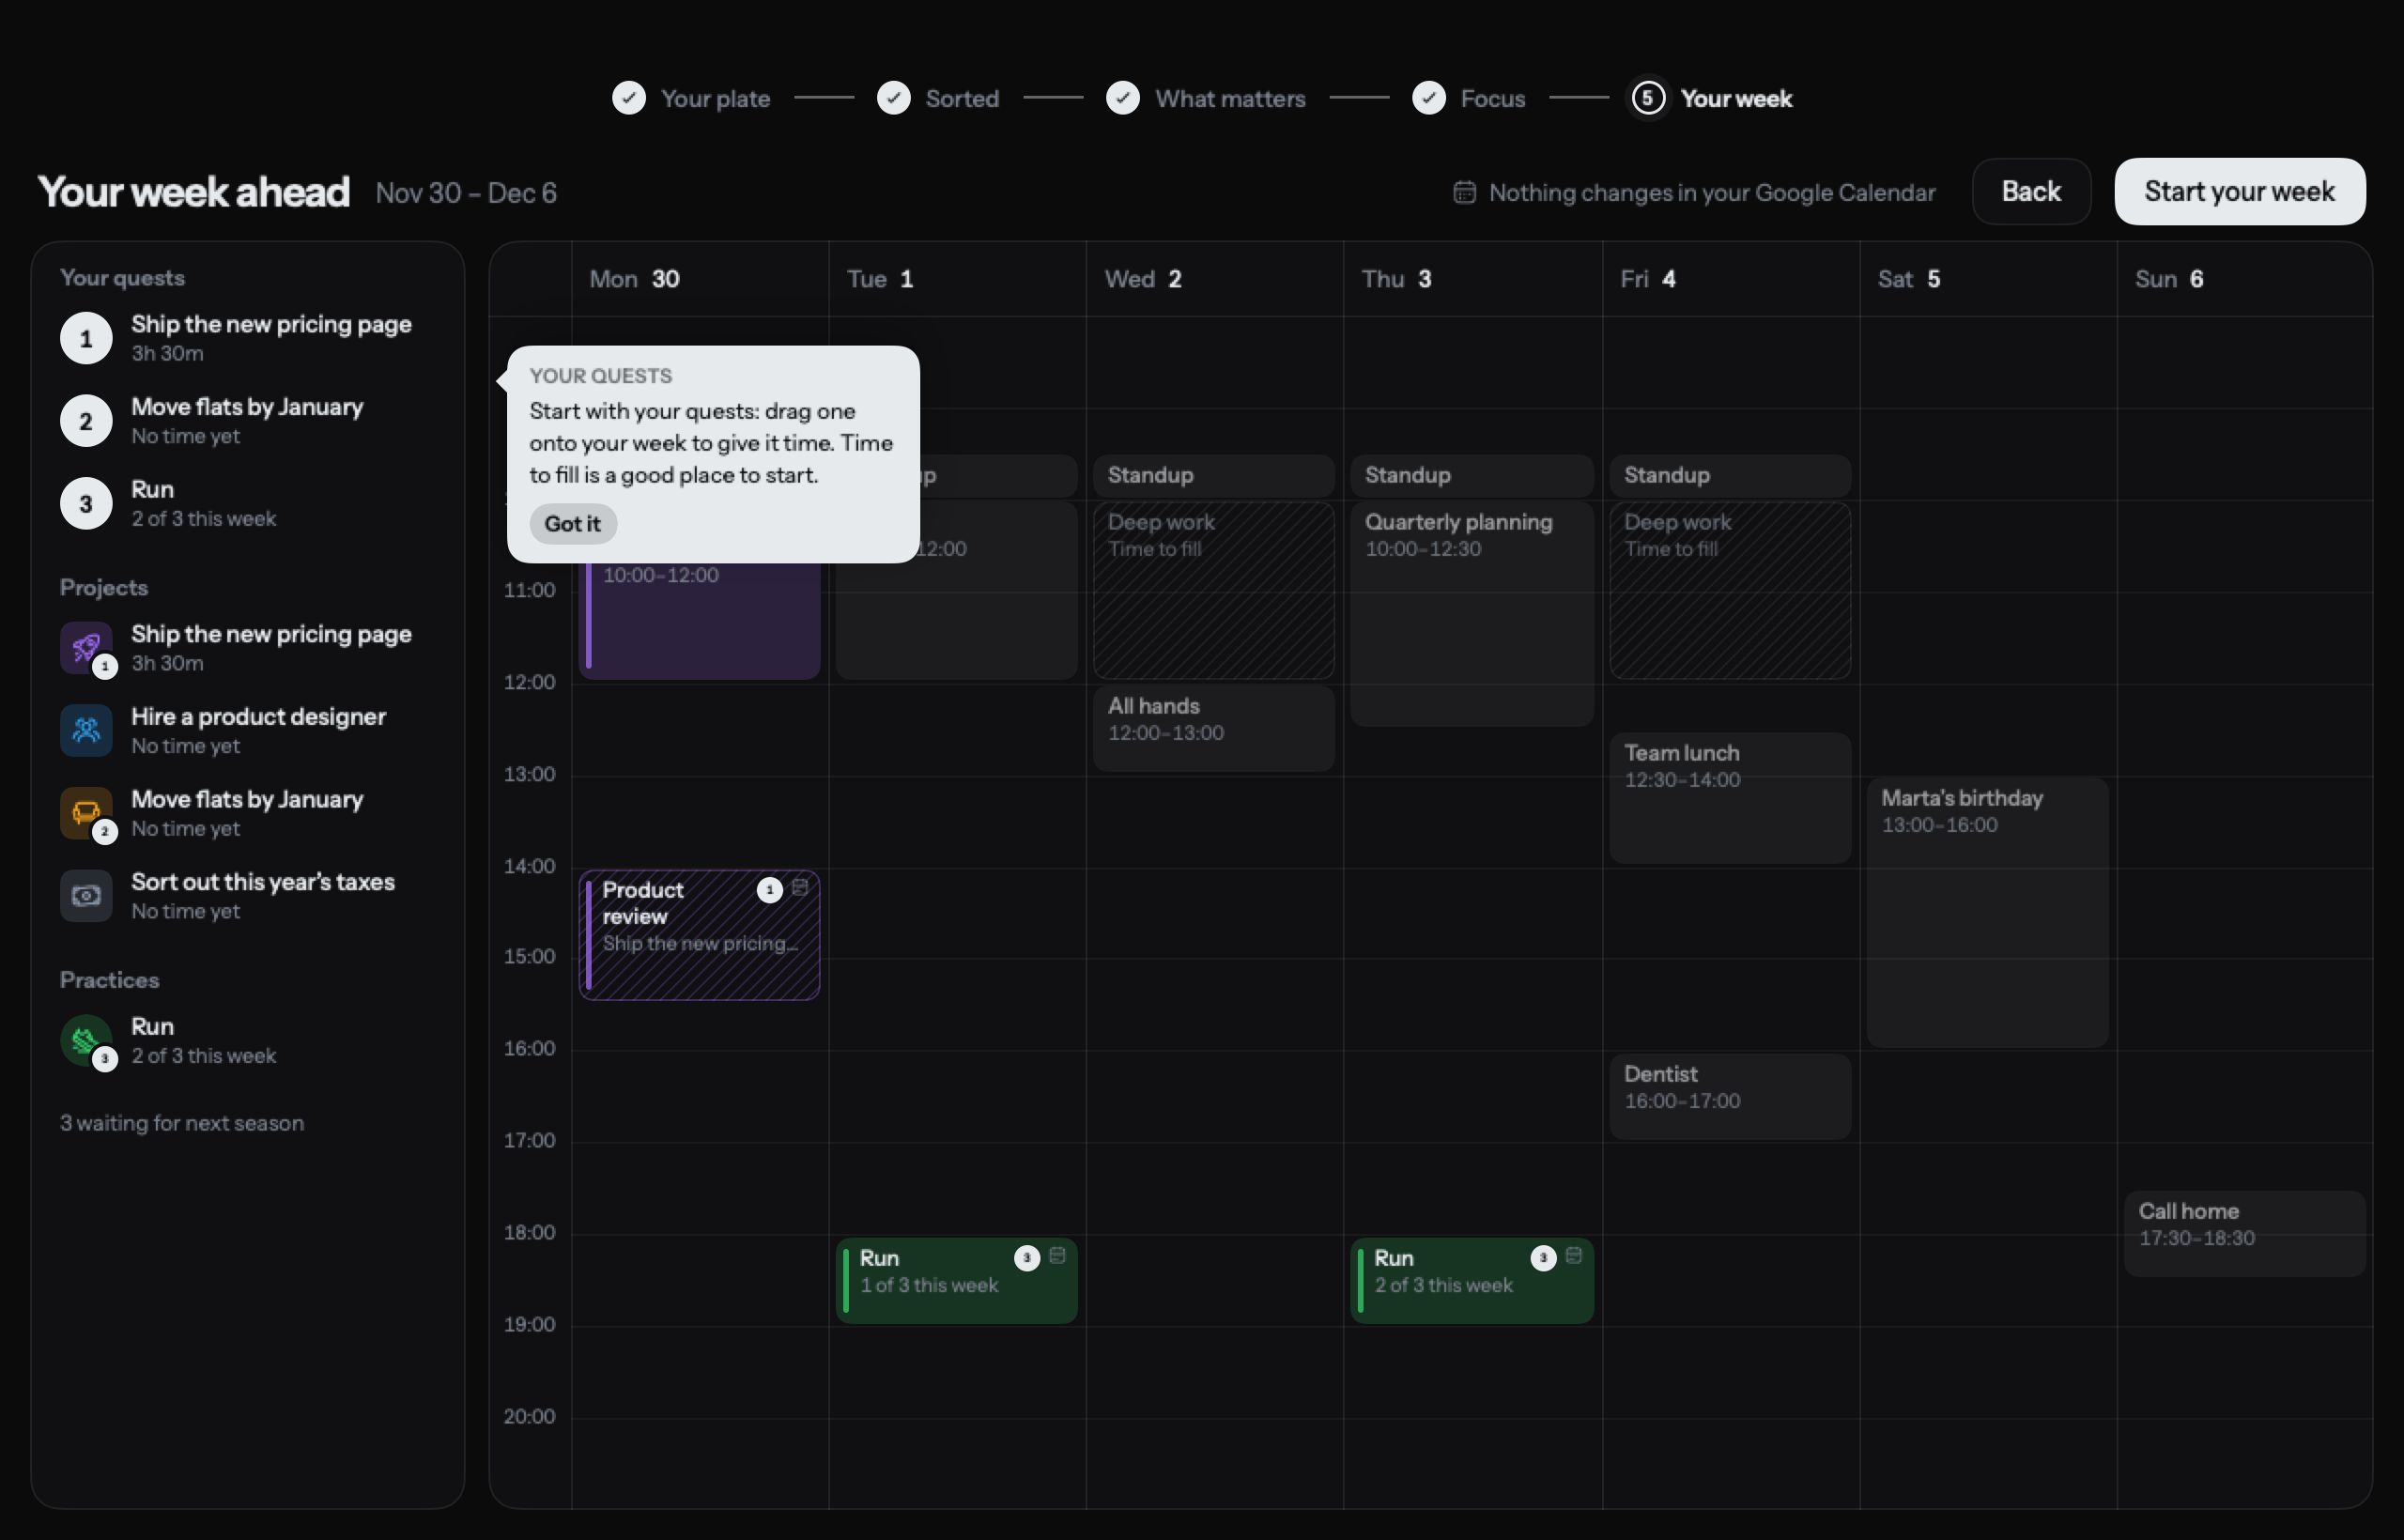 Your plate
Sorted
What matters
Focus
5 Your week
Your week ahead Nov 30 – Dec 6
Nothing changes in your Google Calendar
Back
Start your week
Your quests
1 Ship the new pricing page
3h 30m
2 Move flats by January
No time yet
3 Run
2 of 3 this week
Projects
Ship the new pricing page
1 3h 30m
Hire a product designer
No time yet
Move flats by January
2 No time yet
Sort out this year’s taxes
No time yet
Practices
Run
3 2 of 3 this week
3 waiting for next season
Mon 30
Tue 1
Wed 2
Thu 3
Fri 4
Sat 5
Sun 6
YOUR QUESTS
Start with your quests: drag one
onto your week to give it time. Time
to fill is a good place to start.
Got it
11:00
12:00
13:00
14:00
15:00
16:00
17:00
18:00
19:00
20:00
10:00–12:00
Product 1
review
Ship the new pricing…
12:00
Run 3
1 of 3 this week
Standup
Deep work
Time to fill
All hands
12:00–13:00
Standup
Quarterly planning
10:00–12:30
Run 3
2 of 3 this week
Standup
Deep work
Time to fill
Team lunch
12:30–14:00
Dentist
16:00–17:00
Marta’s birthday
13:00–16:00
Call home
17:30–18:30